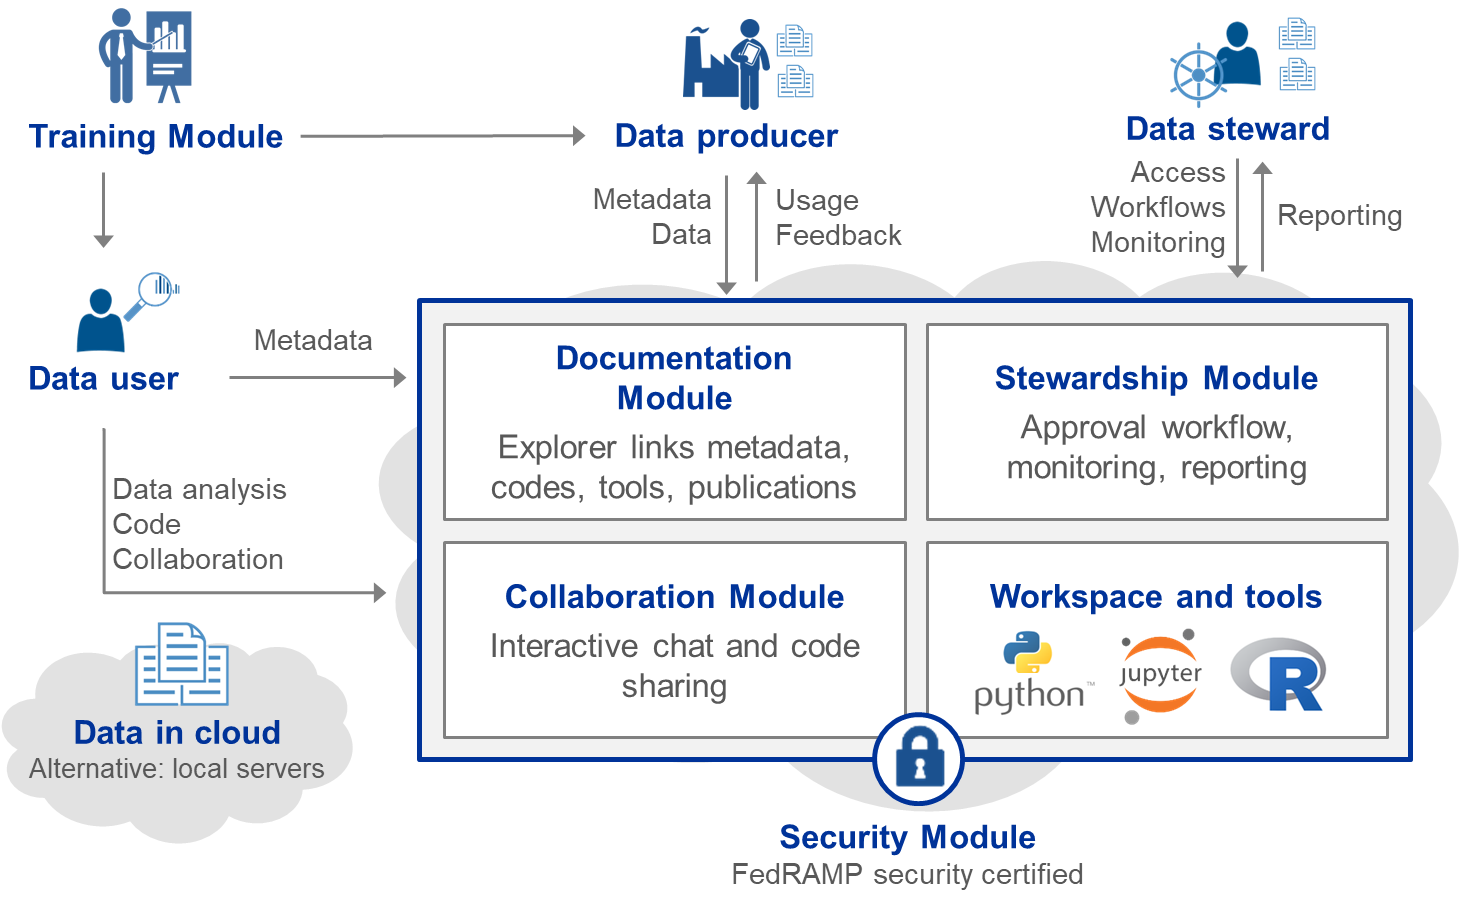 Training Module
Data producer
Data steward
Metadata
Data
Usage
Feedback
Access
Workflows
Monitoring
Reporting
Data user
Metadata
Data analysis
Code
Collaboration
Documentation
Module
Explorer links metadata,
codes, tools, publications
Stewardship Module
Approval workflow,
monitoring, reporting
Collaboration Module
Interactive chat and code
sharing
Workspace and tools
python™
jupyter
R
Data in cloud
Alternative: local servers
Security Module
FedRAMP security certified